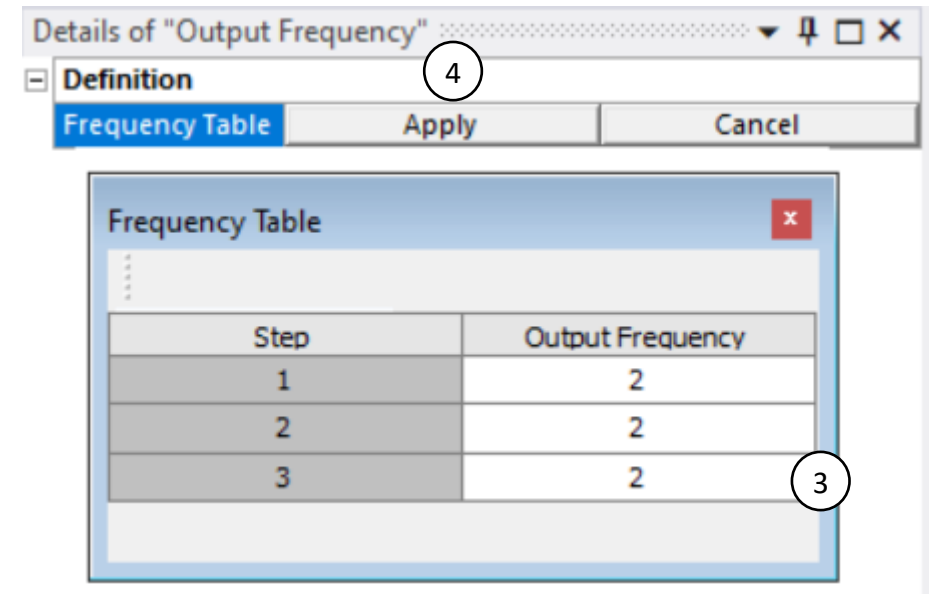 Details of "Output Frequency"
4
Definition
Frequency Table Apply Cancel
Frequency Table
x
Step Output Frequency
1 2
2 2
3 2
3